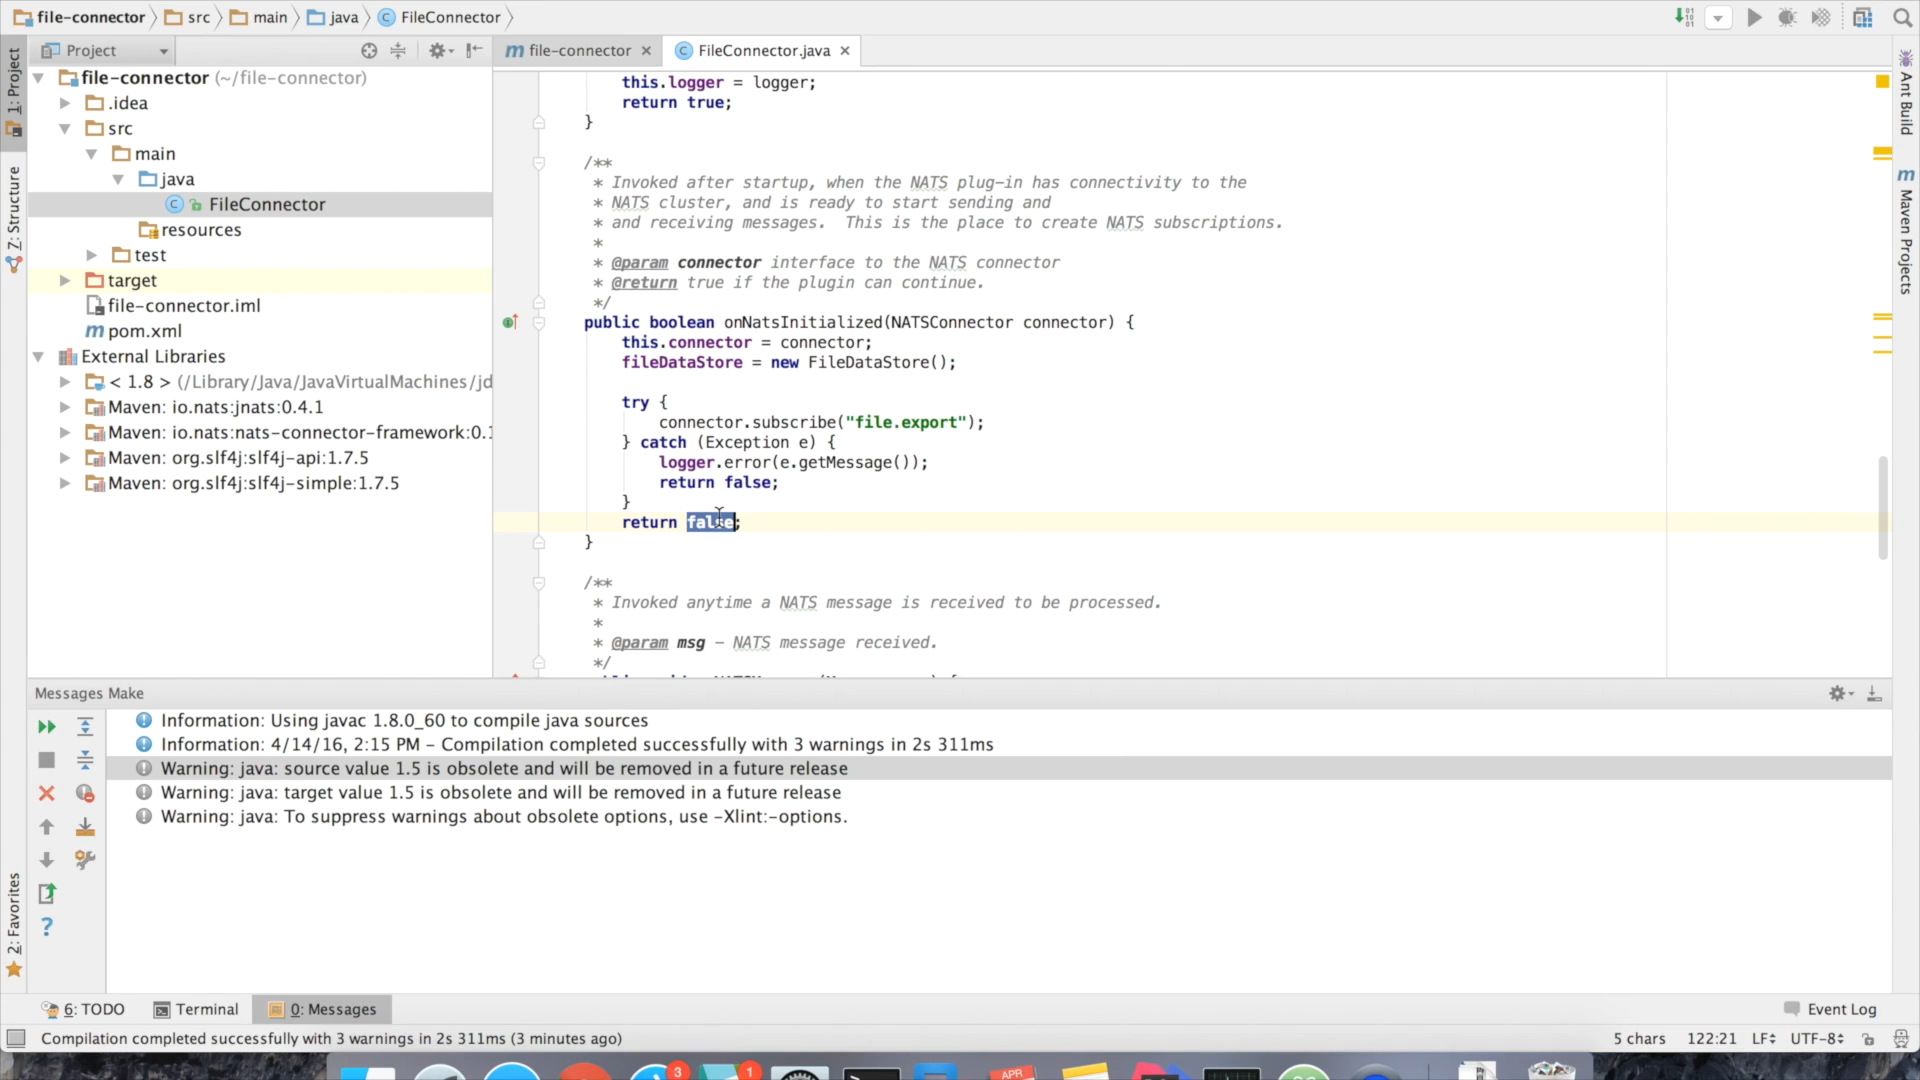 file-connector src main java FileConnector
Project
file-connector FileConnector.java
1: Project
Z: Structure
2: Favorites
Ant Build
Maven Projects
file-connector (~/file-connector)
.idea
src
main
java
FileConnector
resources
test
target
file-connector.iml
pom.xml
External Libraries
< 1.8 > (/Library/Java/JavaVirtualMachines/jd
Maven: io.nats:jnats:0.4.1
Maven: io.nats:nats-connector-framework:0.1
Maven: org.slf4j:slf4j-api:1.7.5
Maven: org.slf4j:slf4j-simple:1.7.5
this.logger = logger;
return true;
}
/**
* Invoked after startup, when the NATS plug-in has connectivity to the
* NATS cluster, and is ready to start sending and
* and receiving messages.  This is the place to create NATS subscriptions.
*
* @param connector interface to the NATS connector
* @return true if the plugin can continue.
*/
public boolean onNatsInitialized(NATSConnector connector) {
this.connector = connector;
fileDataStore = new FileDataStore();
try {
connector.subscribe("file.export");
} catch (Exception e) {
logger.error(e.getMessage());
return false;
}
return false;
}
/**
* Invoked anytime a NATS message is received to be processed.
*
* @param msg – NATS message received.
*/
Messages Make
Information: Using javac 1.8.0_60 to compile java sources
Information: 4/14/16, 2:15 PM – Compilation completed successfully with 3 warnings in 2s 311ms
Warning: java: source value 1.5 is obsolete and will be removed in a future release
Warning: java: target value 1.5 is obsolete and will be removed in a future release
Warning: java: To suppress warnings about obsolete options, use -Xlint:-options.
6: TODO Terminal 0: Messages Event Log
Compilation completed successfully with 3 warnings in 2s 311ms (3 minutes ago) 5 chars 122:21 LF UTF-8
3 1 APR